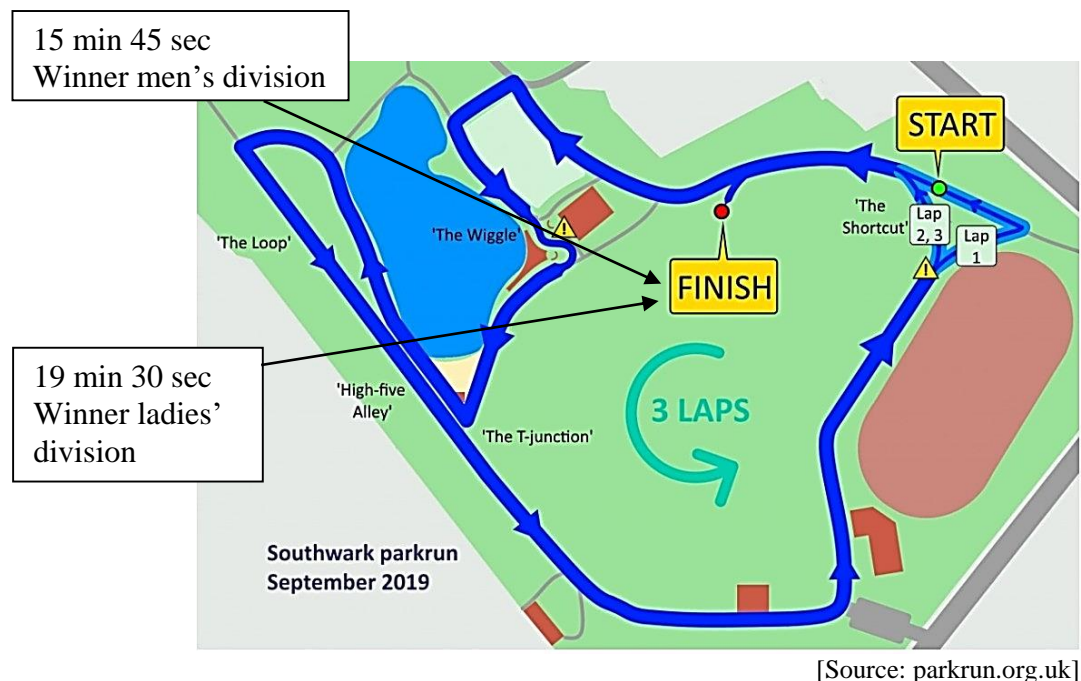 15 min 45 sec
Winner men's division
START
'The
Shortcut'
Lap
2, 3
Lap
1
'The Loop'
'The Wiggle'
!
!
FINISH
19 min 30 sec
Winner ladies'
division
'High-five
Alley'
3 LAPS
'The T-junction'
Southwark parkrun
September 2019
[Source: parkrun.org.uk]